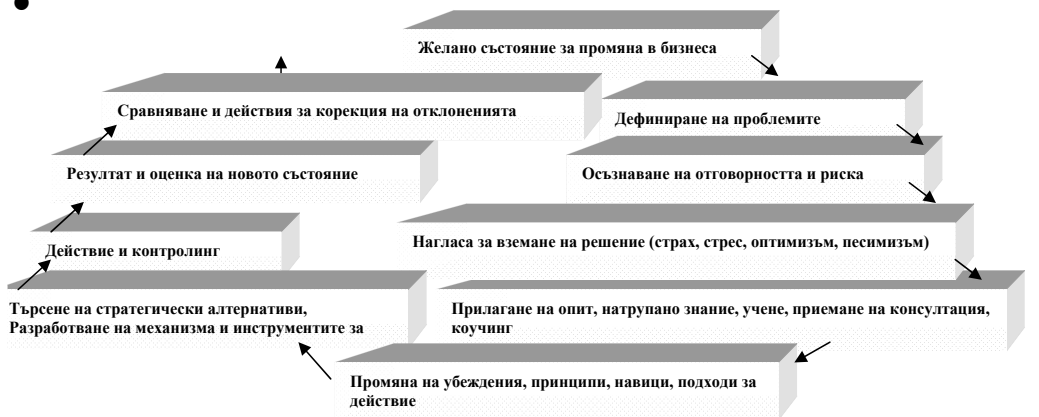 Желано състояние за промяна в бизнеса
Сравняване и действия за корекция на отклоненията
Дефиниране на проблемите
Резултат и оценка на новото състояние
Осъзнаване на отговорността и риска
Действие и контролинг
Нагласа за вземане на решение (страх, стрес, оптимизъм, песимизъм)
Търсене на стратегически алтернативи,
Разработване на механизма и инструментите за
Прилагане на опит, натрупано знание, учене, приемане на консултация,
коучинг
Промяна на убеждения, принципи, навици, подходи за
действие